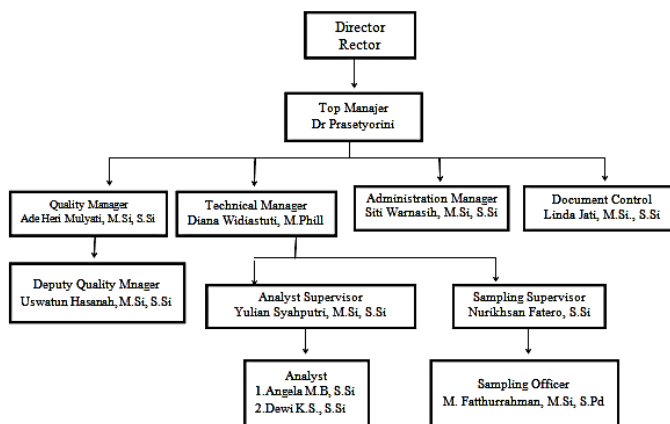 Director
Rector
Top Manajer
Dr Prasetyorini
Quality Manager
Ade Heri Mulyati, M.Si, S.Si
Technical Manager
Diana Widiastuti, M.Phill
Administration Manager
Siti Warnasih, M.Si, S.Si
Document Control
Linda Jati, M.Si., S.Si
Deputy Quality Mnager
Uswatun Hasanah, M.Si, S.Si
Analyst Supervisor
Yulian Syahputri, M.Si, S.Si
Sampling Supervisor
Nurikhsan Fatero, S.Si
Analyst
1.Angela M.B, S.Si
2.Dewi K.S., S.Si
Sampling Officer
M. Fatthurrahman, M.Si, S.Pd